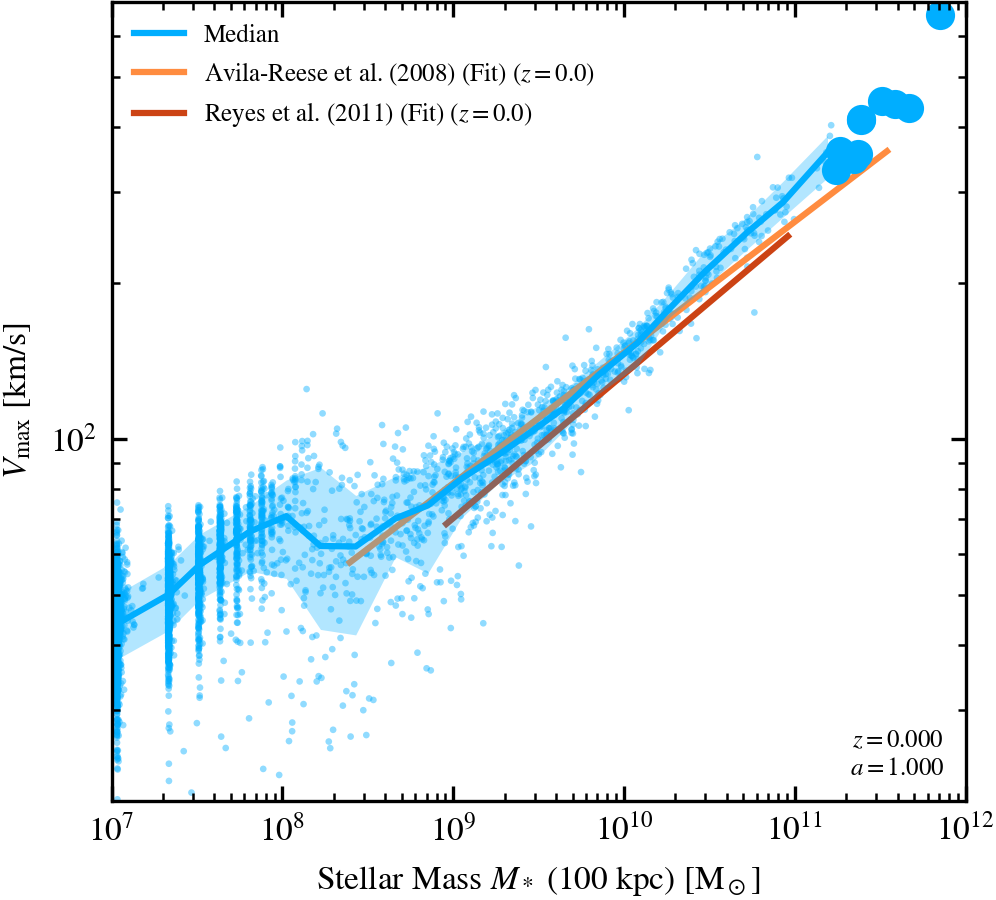 Median
Avila-Reese et al. (2008) (Fit) (z = 0.0)
Reyes et al. (2011) (Fit) (z = 0.0)
V_max [km/s]
10^2
z = 0.000
a = 1.000
10^7 10^8 10^9 10^10 10^11 10^12
Stellar Mass M_* (100 kpc) [M_⊙]